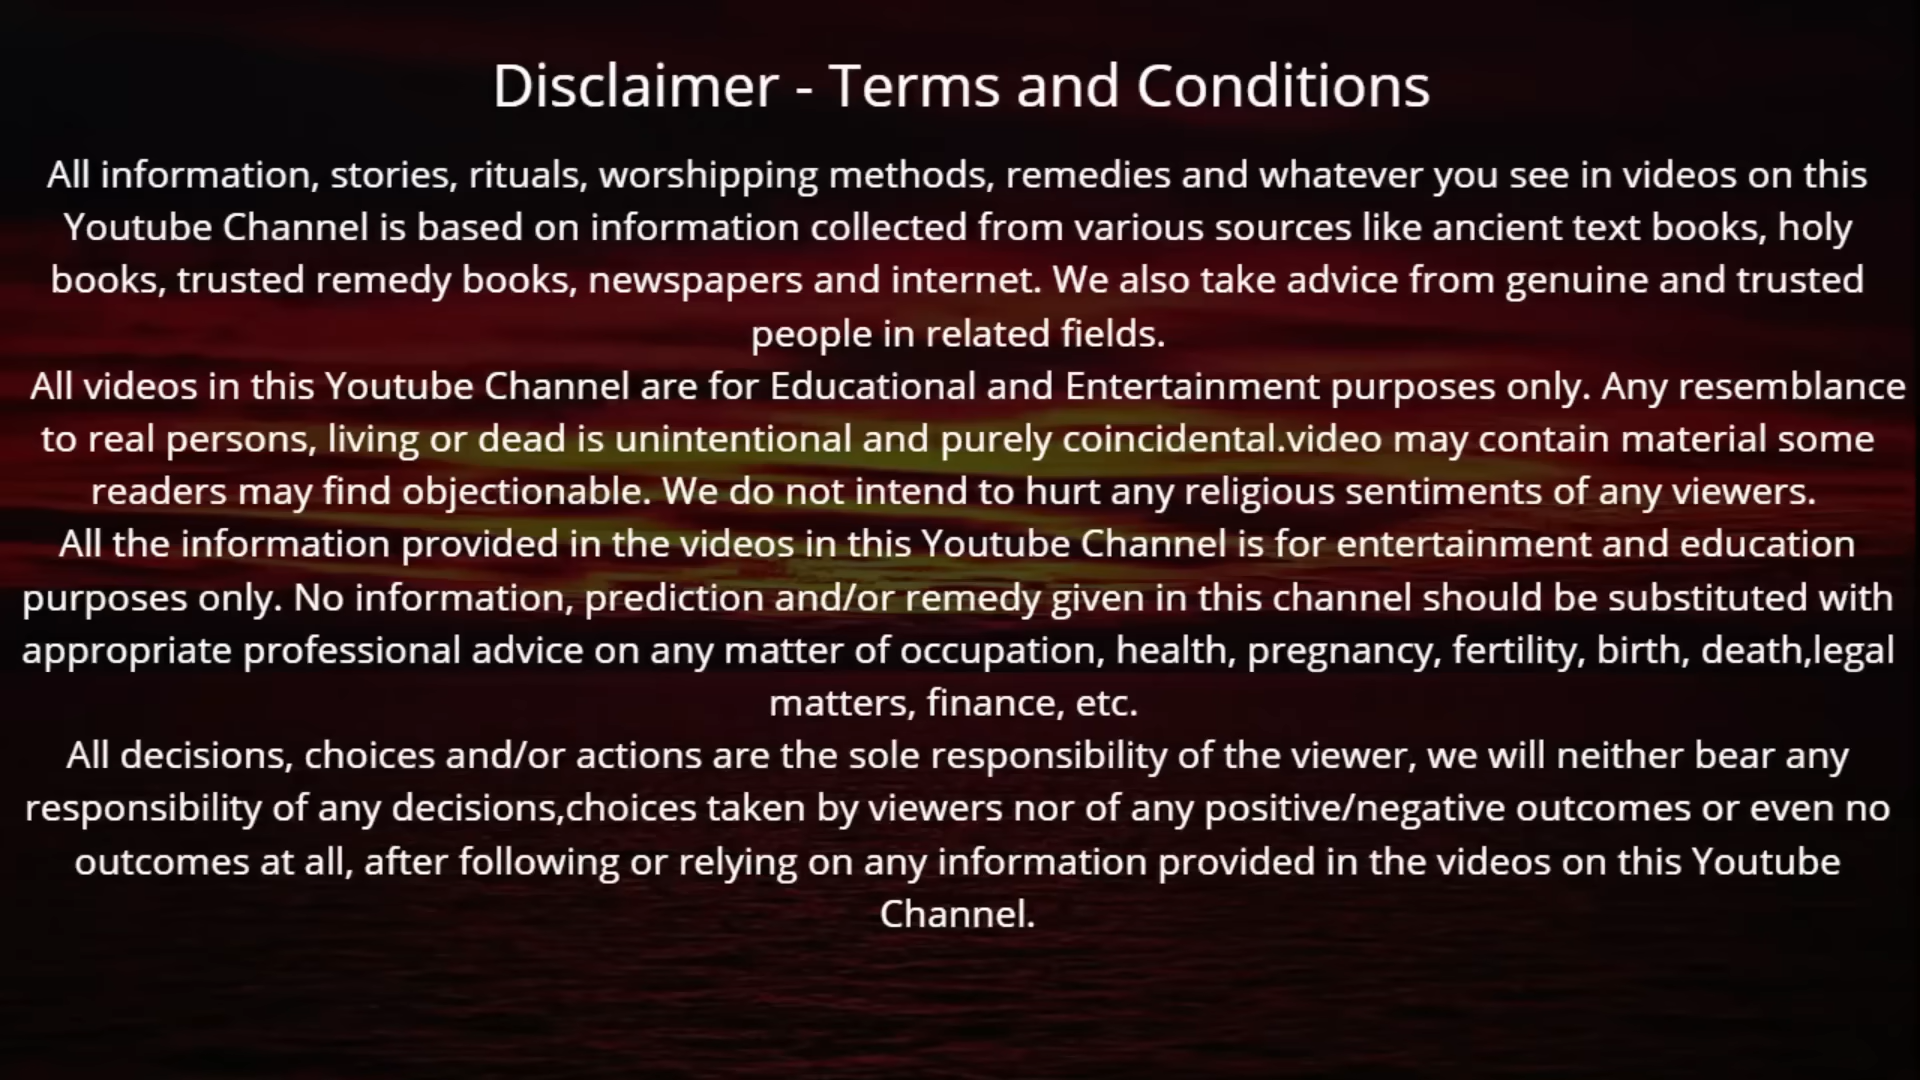 Disclaimer - Terms and Conditions
All information, stories, rituals, worshipping methods, remedies and whatever you see in videos on this
Youtube Channel is based on information collected from various sources like ancient text books, holy
books, trusted remedy books, newspapers and internet. We also take advice from genuine and trusted
people in related fields.
All videos in this Youtube Channel are for Educational and Entertainment purposes only. Any resemblance
to real persons, living or dead is unintentional and purely coincidental.video may contain material some
readers may find objectionable. We do not intend to hurt any religious sentiments of any viewers.
All the information provided in the videos in this Youtube Channel is for entertainment and education
purposes only. No information, prediction and/or remedy given in this channel should be substituted with
appropriate professional advice on any matter of occupation, health, pregnancy, fertility, birth, death,legal
matters, finance, etc.
All decisions, choices and/or actions are the sole responsibility of the viewer, we will neither bear any
responsibility of any decisions,choices taken by viewers nor of any positive/negative outcomes or even no
outcomes at all, after following or relying on any information provided in the videos on this Youtube
Channel.